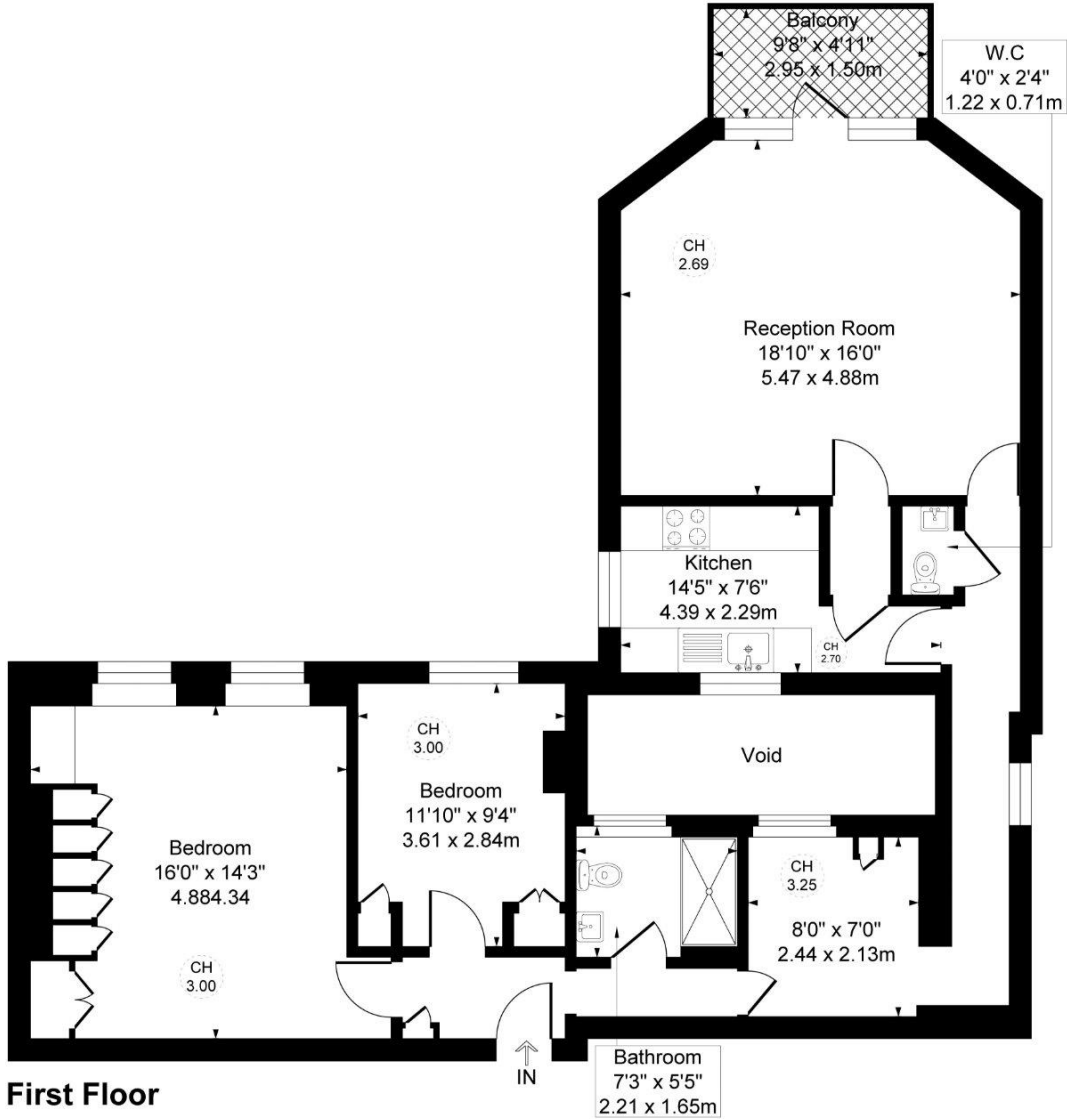 Balcony
9'8" x 4'11"
2.95 x 1.50m
W.C
4'0" x 2'4"
1.22 x 0.71m
CH
2.69
Reception Room
18'10" x 16'0"
5.47 x 4.88m
Kitchen
14'5" x 7'6"
4.39 x 2.29m
CH
2.70
CH
3.00
Bedroom
11'10" x 9'4"
3.61 x 2.84m
Void
Bedroom
16'0" x 14'3"
4.884.34
CH
3.00
CH
3.25
8'0" x 7'0"
2.44 x 2.13m
IN
Bathroom
7'3" x 5'5"
2.21 x 1.65m
First Floor